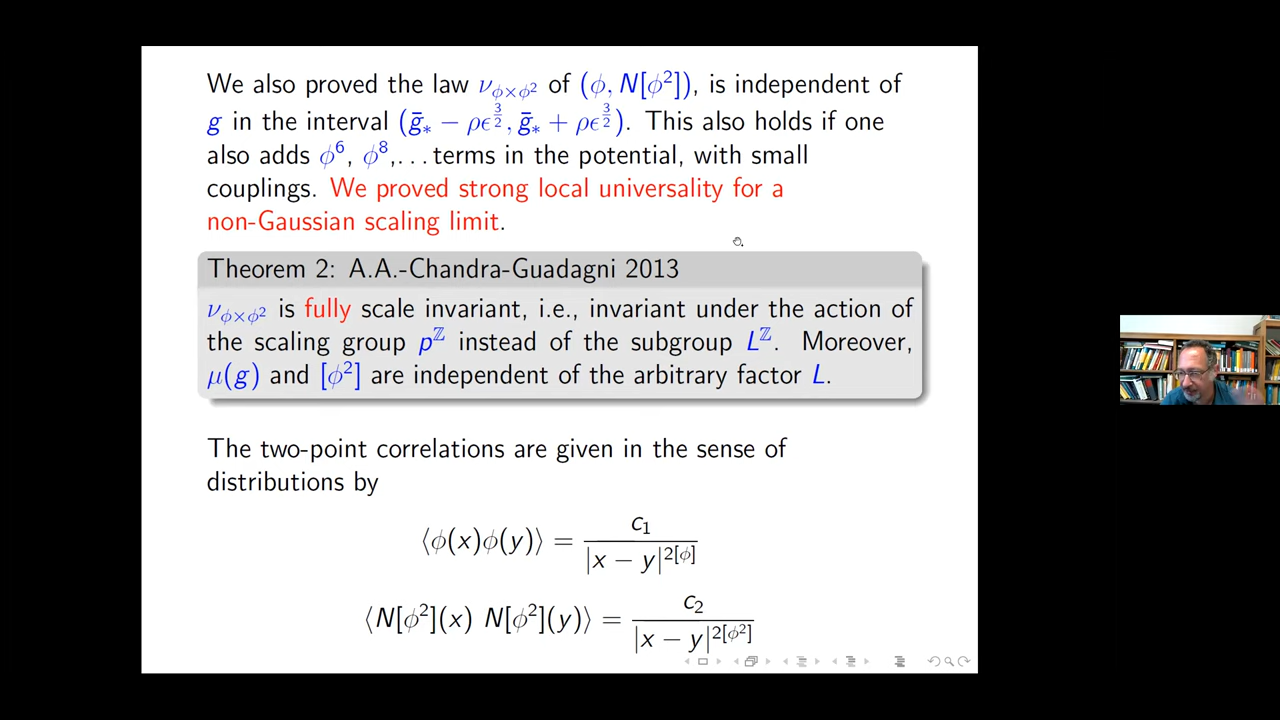 We also proved the law ν_{ϕ×ϕ²} of (ϕ, N[ϕ²]), is independent of
g in the interval (ḡ_* − ρϵ^{3/2}, ḡ_* + ρϵ^{3/2}). This also holds if one
also adds ϕ⁶, ϕ⁸,... terms in the potential, with small
couplings. We proved strong local universality for a
non-Gaussian scaling limit.
Theorem 2: A.A.-Chandra-Guadagni 2013
ν_{ϕ×ϕ²} is fully scale invariant, i.e., invariant under the action of
the scaling group p^ℤ instead of the subgroup L^ℤ. Moreover,
μ(g) and [ϕ²] are independent of the arbitrary factor L.
The two-point correlations are given in the sense of
distributions by
⟨ϕ(x)ϕ(y)⟩ = c₁ / |x − y|^{2[ϕ]}
⟨N[ϕ²](x) N[ϕ²](y)⟩ = c₂ / |x − y|^{2[ϕ²]}